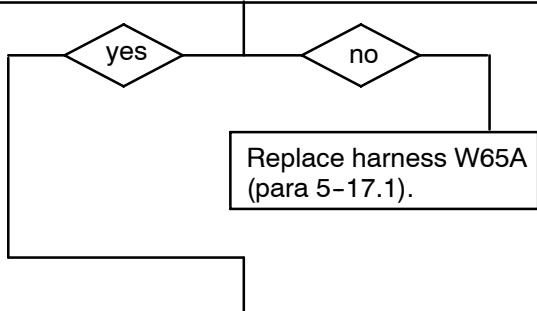 yes
no
Replace harness W65A
(para 5-17.1).